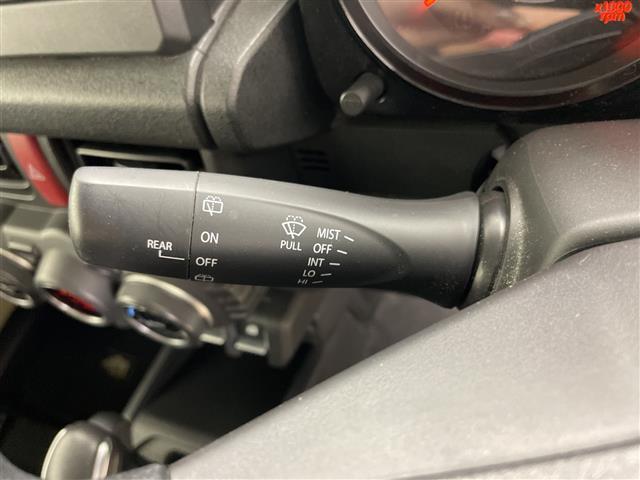 x1000
rpm
REAR
ON
OFF
PULL
MIST
OFF
INT
LO
HI